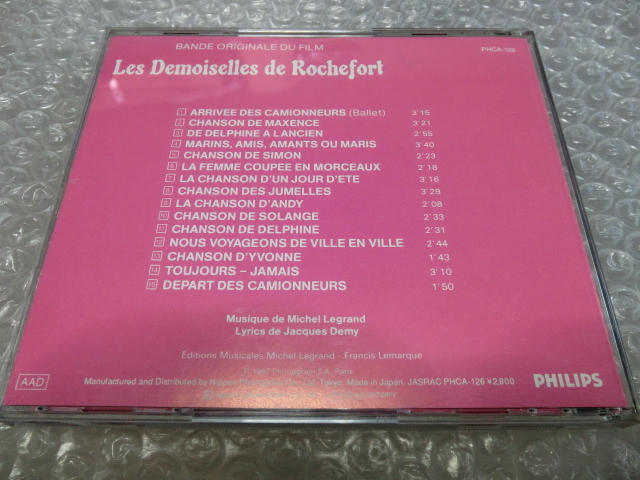 BANDE ORIGINALE DU FILM
PHCA-126
Les Demoiselles de Rochefort
1 ARRIVEE DES CAMIONNEURS (Ballet) 3'15
2 CHANSON DE MAXENCE 3'21
3 DE DELPHINE A LANCIEN 2'55
4 MARINS, AMIS, AMANTS OU MARIS 3'40
5 CHANSON DE SIMON 2'23
6 LA FEMME COUPEE EN MORCEAUX 2'18
7 LA CHANSON D'UN JOUR D'ETE 3'16
8 CHANSON DES JUMELLES 3'29
9 LA CHANSON D'ANDY 2'08
10 CHANSON DE SOLANGE 2'33
11 CHANSON DE DELPHINE 2'31
12 NOUS VOYAGEONS DE VILLE EN VILLE 2'44
13 CHANSON D'YVONNE 1'43
14 TOUJOURS – JAMAIS 3'10
15 DEPART DES CAMIONNEURS 1'50
Musique de Michel Legrand
Lyrics de Jacques Demy
Editions Musicales Michel Legrand - Francis Lemarque
P. 1967 Phonogram S.A. Paris
AAD
Manufactured and Distributed by Nippon Ltd. Tokyo. Made in Japan. JASRAC PHCA-126 ¥2,800
company
PHILIPS